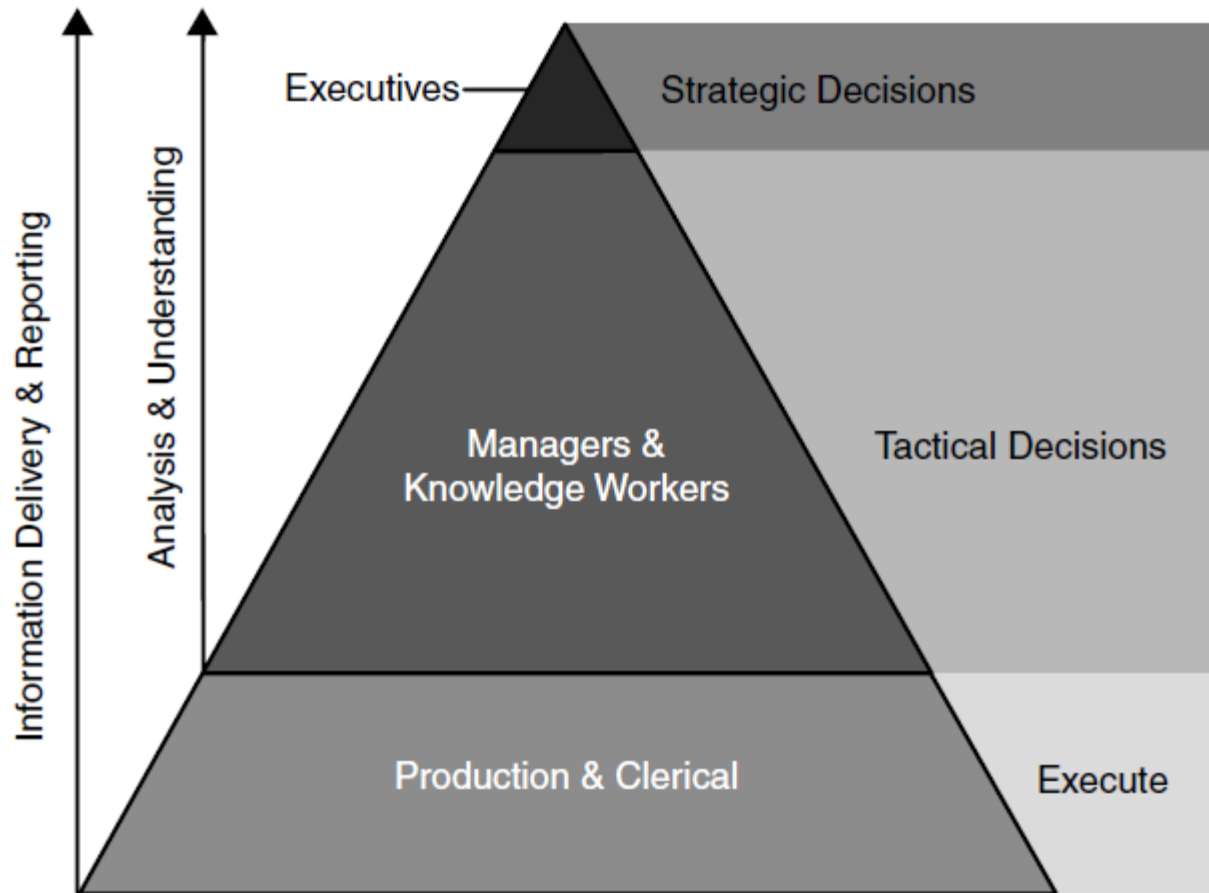 Executives
Strategic Decisions
Information Delivery & Reporting
Analysis & Understanding
Managers &
Knowledge Workers
Tactical Decisions
Production & Clerical
Execute